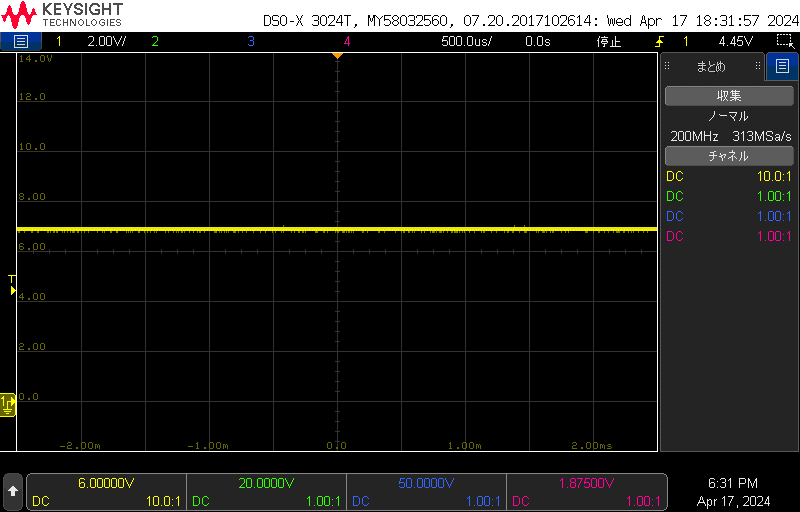 KEYSIGHT
TECHNOLOGIES
DSO-X 3024T, MY58032560, 07.20.2017102614: Wed Apr 17 18:31:57 2024
1 2.00V/ 2 3 4 500.0us/ 0.0s 停止 1 4.45V
14.0V
12.0
10.0
8.00
6.00
T
4.00
2.00
1
0.0
-2.00m -1.00m 0.0 1.00m 2.00ms
まとめ
収集
ノーマル
200MHz 313MSa/s
チャネル
DC 10.0:1
DC 1.00:1
DC 1.00:1
DC 1.00:1
6.00000V 20.0000V 50.0000V 1.87500V
DC 10.0:1 DC 1.00:1 DC 1.00:1 DC 1.00:1
6:31 PM
Apr 17, 2024